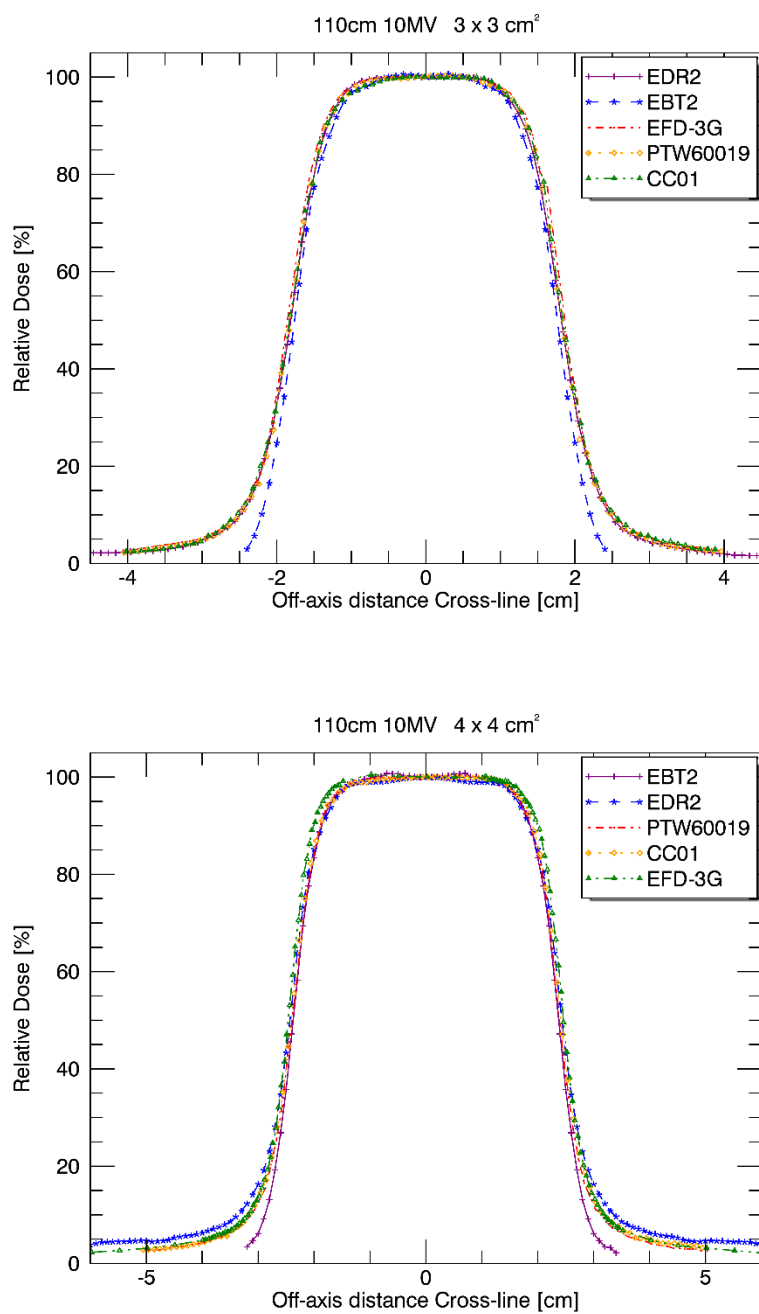 110cm 10MV 3 x 3 cm²
EDR2
EBT2
EFD-3G
PTW60019
CC01
100
80
60
40
20
0
Relative Dose [%]
-4 -2 0 2 4
Off-axis distance Cross-line [cm]
110cm 10MV 4 x 4 cm²
EBT2
EDR2
PTW60019
CC01
EFD-3G
100
80
60
40
20
0
Relative Dose [%]
-5 0 5
Off-axis distance Cross-line [cm]